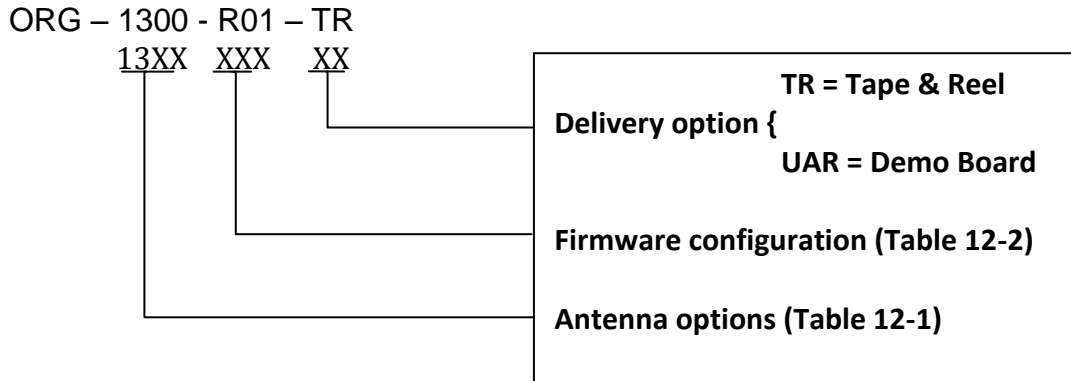 ORG – 1300 - R01 – TR
13XX XXX XX
TR = Tape & Reel
Delivery option {
UAR = Demo Board
Firmware configuration (Table 12-2)
Antenna options (Table 12-1)